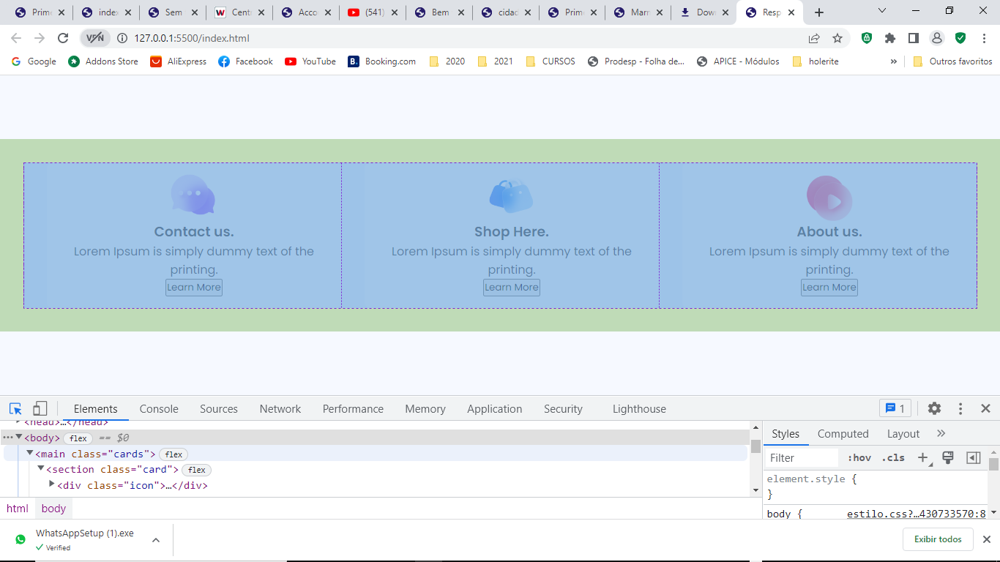 Prime
index
Sem
Cent
Acco
(541)
Bem
cidad
Prime
Marr
Dow
Resp
VPN 127.0.0.1:5500/index.html
Google Addons Store AliExpress Facebook YouTube Booking.com 2020 2021 CURSOS Prodesp - Folha de... APICE - Módulos holerite » Outros favoritos
Contact us.
Lorem Ipsum is simply dummy text of the
printing.
Learn More
Shop Here.
Lorem Ipsum is simply dummy text of the
printing.
Learn More
About us.
Lorem Ipsum is simply dummy text of the
printing.
Learn More
Elements Console Sources Network Performance Memory Application Security Lighthouse 1
<head>…</head>
<body> flex == $0
<main class="cards"> flex
<section class="card"> flex
<div class="icon">…</div>
html body
Styles Computed Layout »
Filter :hov .cls +
element.style {
}
body { estilo.css?…430733570:8
WhatsAppSetup (1).exe
Verified
Exibir todos